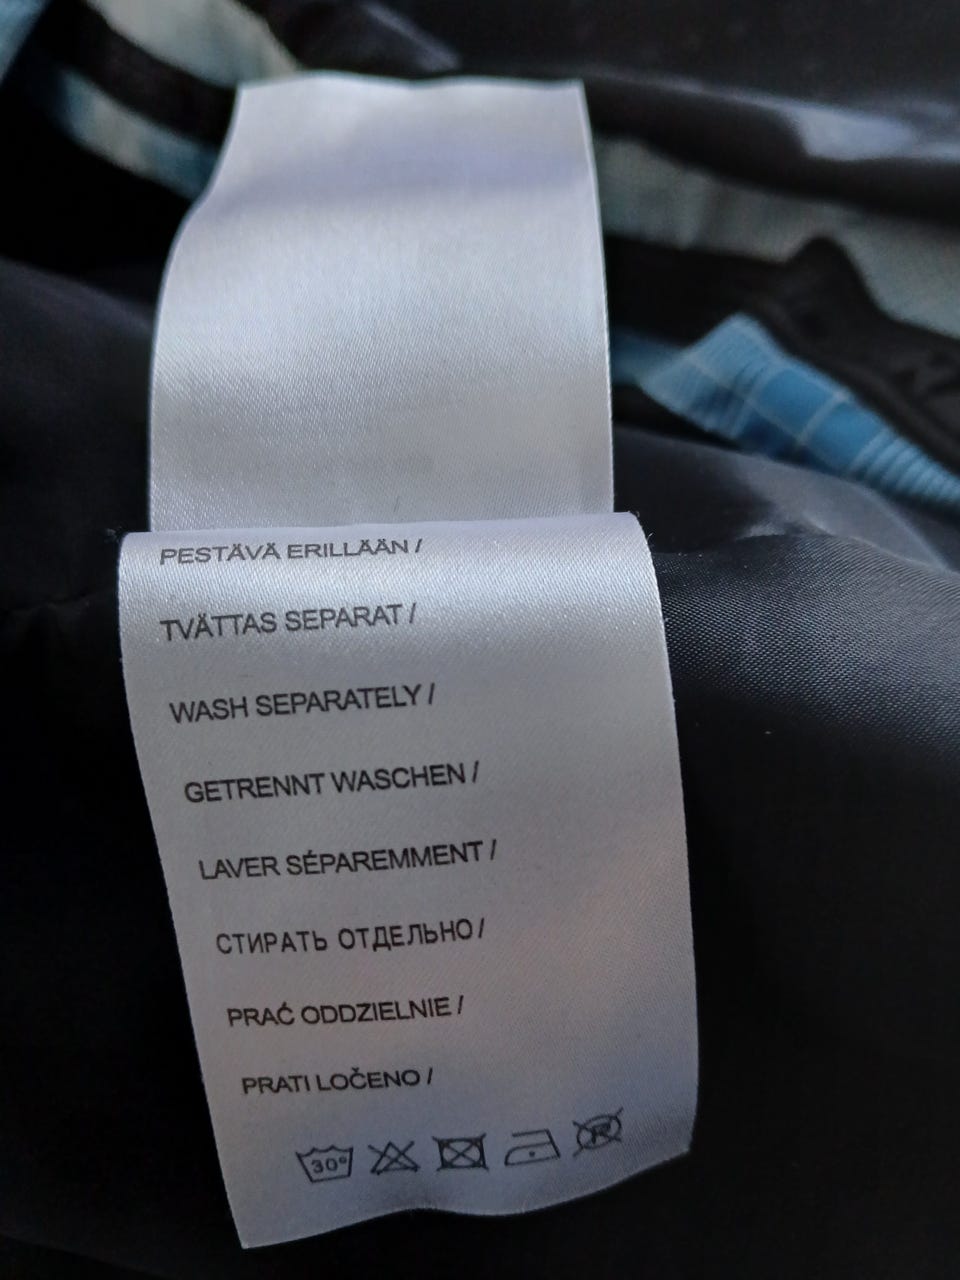 PESTÄVÄ ERILLÄÄN /
TVÄTTAS SEPARAT /
WASH SEPARATELY /
GETRENNT WASCHEN /
LAVER SÉPAREMMENT /
СТИРАТЬ ОТДЕЛЬНО /
PRAĆ ODDZIELNIE /
PRATI LOČENO /
30°